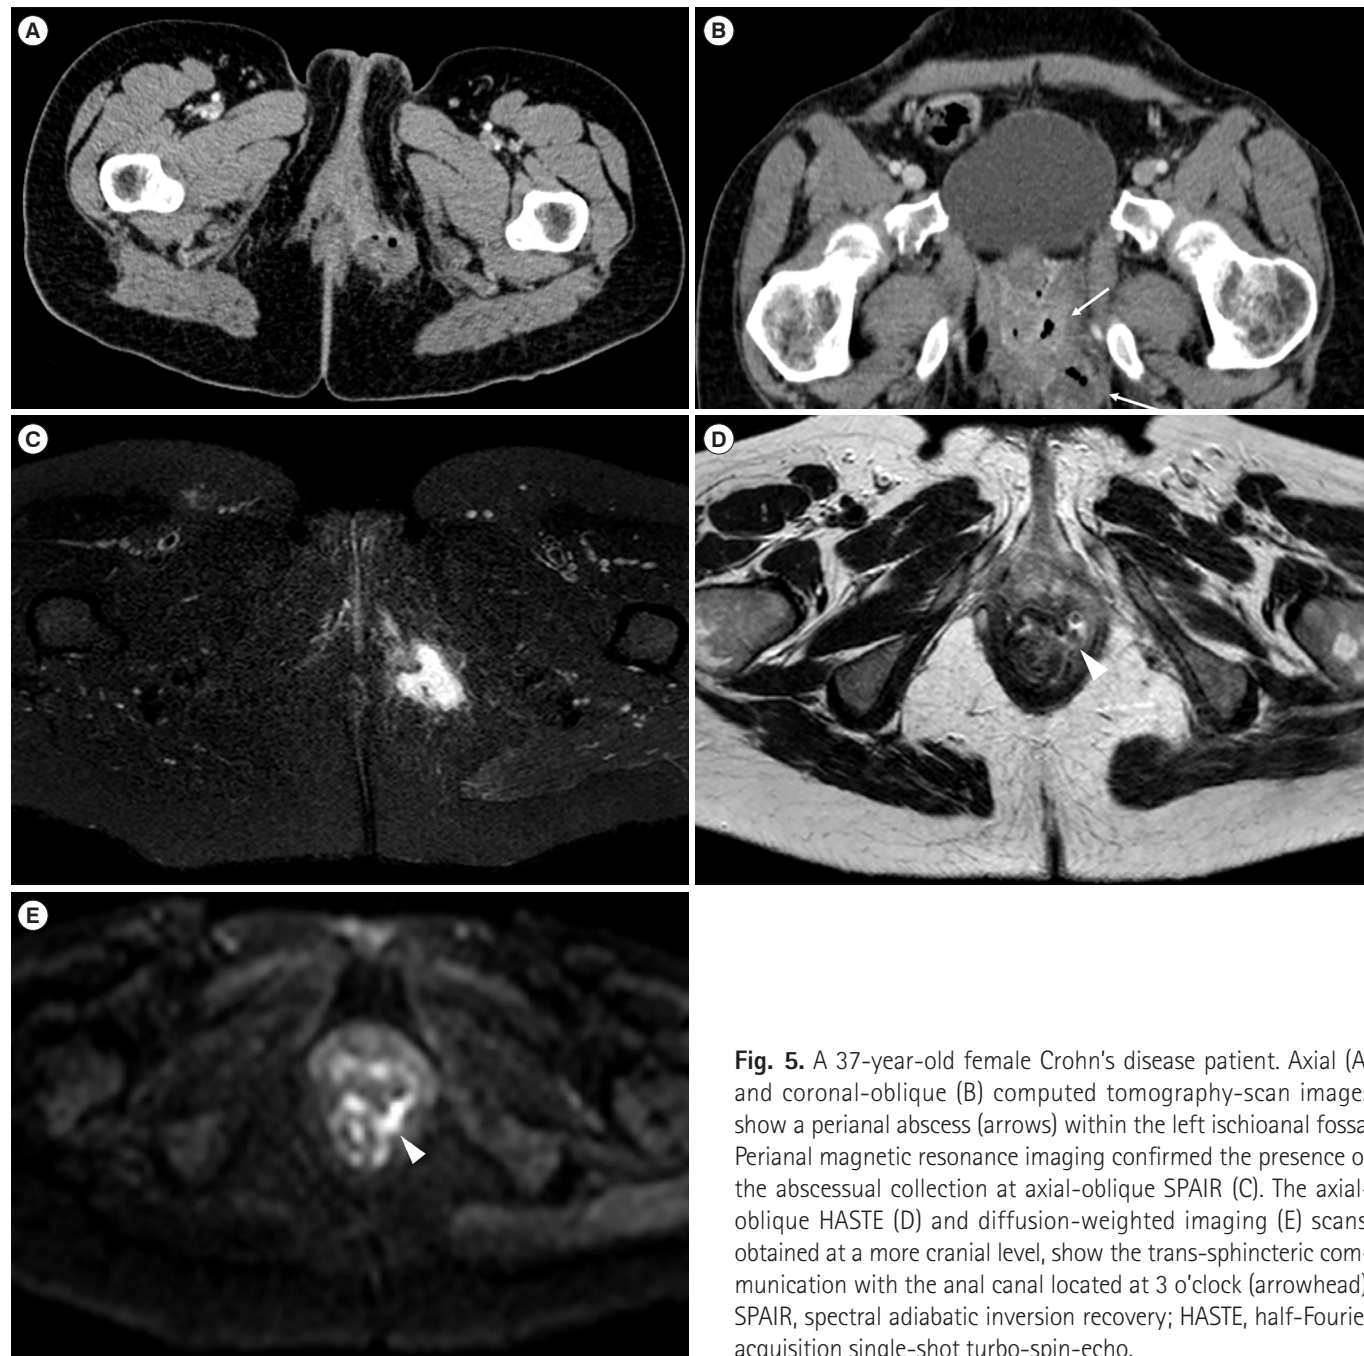 A
B
C
D
E
Fig. 5. A 37-year-old female Crohn's disease patient. Axial (A
and coronal-oblique (B) computed tomography-scan image
show a perianal abscess (arrows) within the left ischioanal fossa
Perianal magnetic resonance imaging confirmed the presence o
the abscessual collection at axial-oblique SPAIR (C). The axial-
oblique HASTE (D) and diffusion-weighted imaging (E) scans
obtained at a more cranial level, show the trans-sphincteric com-
munication with the anal canal located at 3 o'clock (arrowhead)
SPAIR, spectral adiabatic inversion recovery; HASTE, half-Fourie
acquisition single-shot turbo-spin-echo.